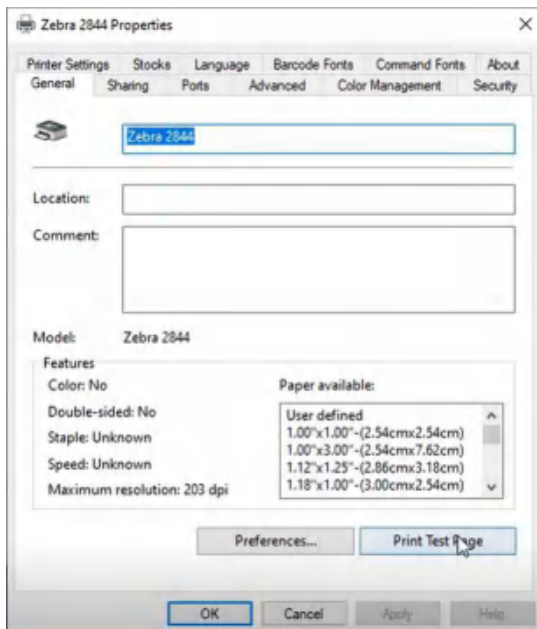 Zebra 2844 Properties
Printer Settings Stocks Language Barcode Fonts Command Fonts About
General Sharing Ports Advanced Color Management Security
Zebra 2844
Location:
Comment:
Model: Zebra 2844
Features
Color: No
Double-sided: No
Staple: Unknown
Speed: Unknown
Maximum resolution: 203 dpi
Paper available:
User defined
1.00"x1.00"-(2.54cmx2.54cm)
1.00"x3.00"-(2.54cmx7.62cm)
1.12"x1.25"-(2.86cmx3.18cm)
1.18"x1.00"-(3.00cmx2.54cm)
Preferences... Print Test Page
OK Cancel Apply Help